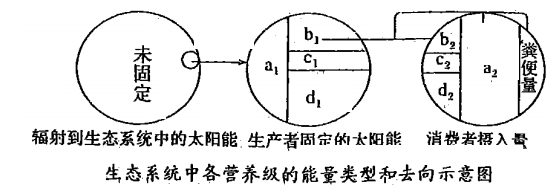 未固定
a₁
b₁
c₁
d₁
b₂
c₂
d₂
a₂
粪便量
辐射到生态系统中的太阳能 生产者固定的太阳能 消费者摄入量
生态系统中各营养级的能量类型和去向示意图